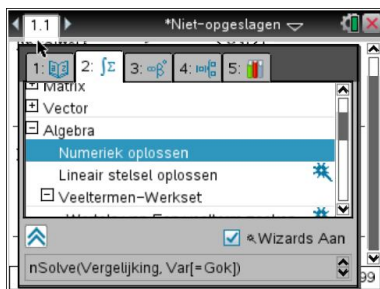 1.1 *Niet-opgeslagen
1: 2: ∫Σ 3: ∞β° 4: 5:
Matrix
Vector
Algebra
Numeriek oplossen
Lineair stelsel oplossen
Veeltermen-Werkset
Wizards Aan
nSolve(Vergelijking, Var[=Gok])
99